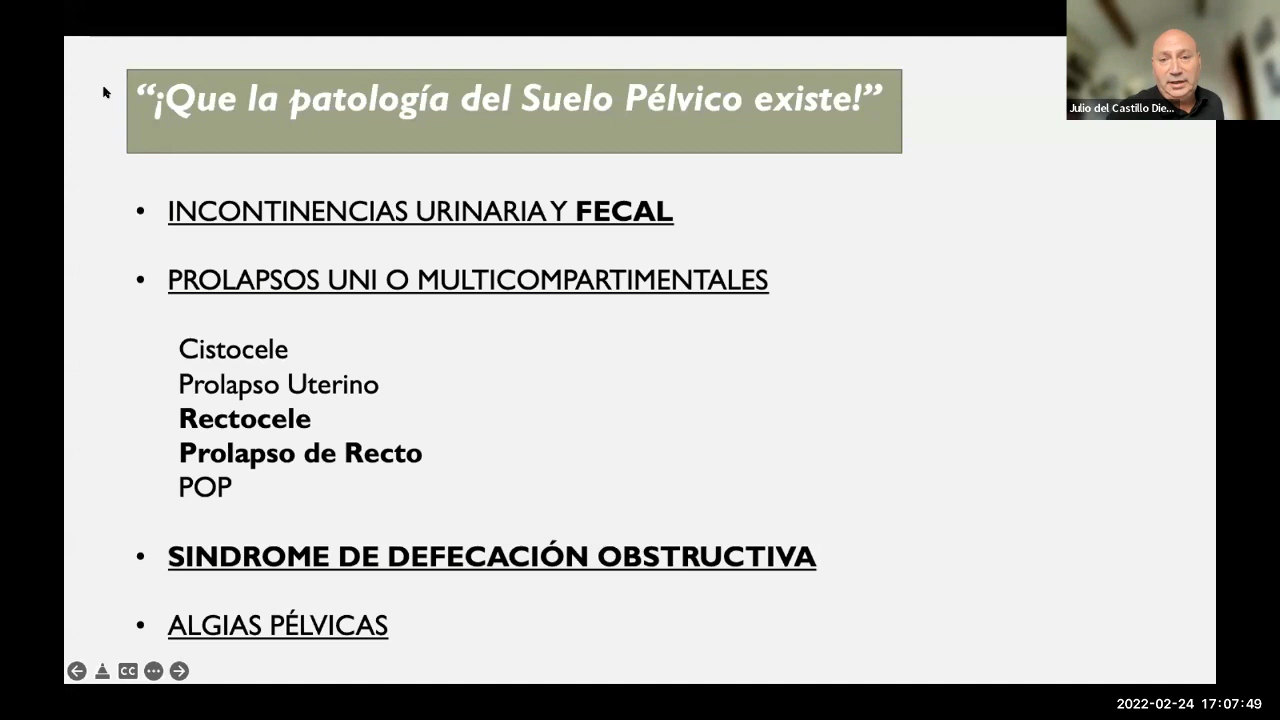 “¡Que la patología del Suelo Pélvico existe!”
Julio del Castillo Die...
• INCONTINENCIAS URINARIA Y FECAL
• PROLAPSOS UNI O MULTICOMPARTIMENTALES
Cistocele
Prolapso Uterino
Rectocele
Prolapso de Recto
POP
• SINDROME DE DEFECACIÓN OBSTRUCTIVA
• ALGIAS PÉLVICAS
CC
2022-02-24 17:07:49